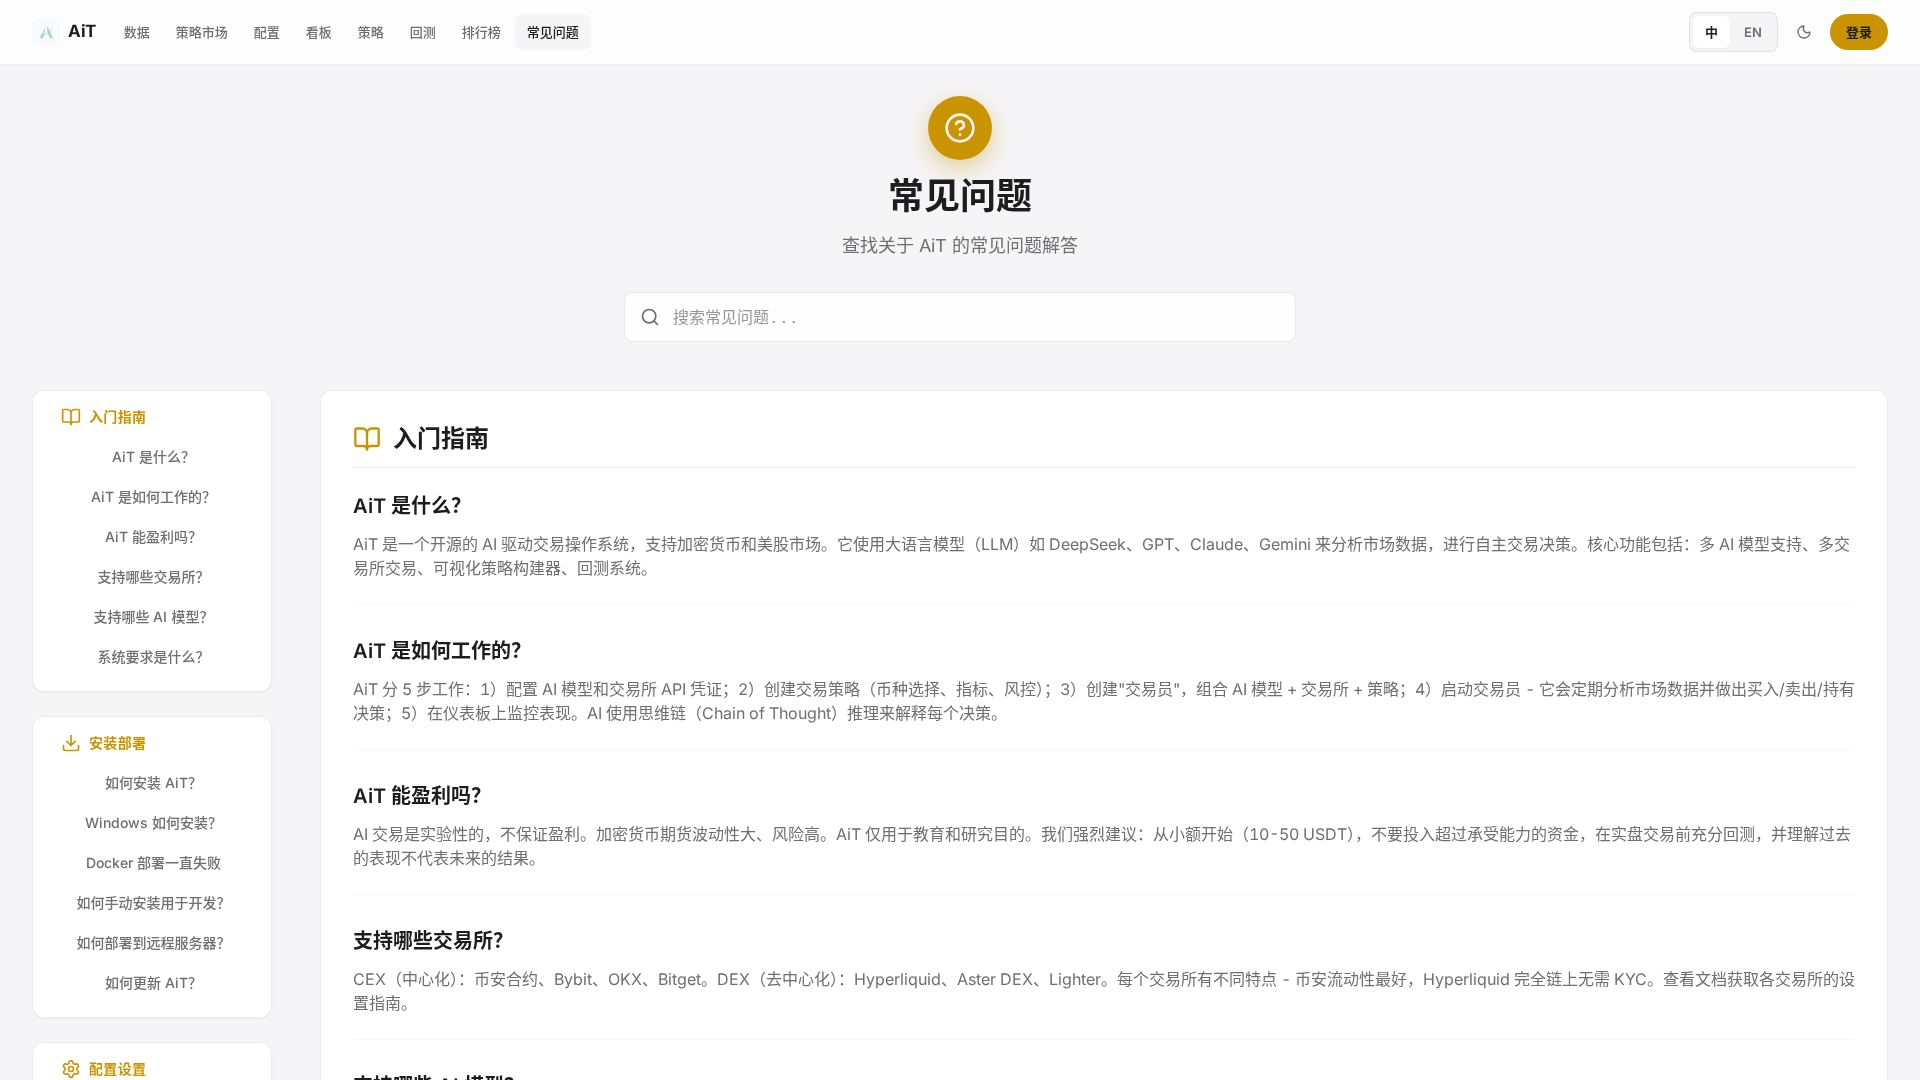 AiT
数据
策略市场
配置
看板
策略
回测
排行榜
常见问题
中
EN
登录
常见问题
查找关于 AiT 的常见问题解答
搜索常见问题...
入门指南
AiT 是什么？
AiT 是如何工作的？
AiT 能盈利吗？
支持哪些交易所？
支持哪些 AI 模型？
系统要求是什么？
安装部署
如何安装 AiT？
Windows 如何安装？
Docker 部署一直失败
如何手动安装用于开发？
如何部署到远程服务器？
如何更新 AiT？
配置设置
入门指南
AiT 是什么？
AiT 是一个开源的 AI 驱动交易操作系统，支持加密货币和美股市场。它使用大语言模型（LLM）如 DeepSeek、GPT、Claude、Gemini 来分析市场数据，进行自主交易决策。核心功能包括：多 AI 模型支持、多交
易所交易、可视化策略构建器、回测系统。
AiT 是如何工作的？
AiT 分 5 步工作：1）配置 AI 模型和交易所 API 凭证；2）创建交易策略（币种选择、指标、风控）；3）创建"交易员"，组合 AI 模型 + 交易所 + 策略；4）启动交易员 - 它会定期分析市场数据并做出买入/卖出/持有
决策；5）在仪表板上监控表现。AI 使用思维链（Chain of Thought）推理来解释每个决策。
AiT 能盈利吗？
AI 交易是实验性的，不保证盈利。加密货币期货波动性大、风险高。AiT 仅用于教育和研究目的。我们强烈建议：从小额开始（10-50 USDT），不要投入超过承受能力的资金，在实盘交易前充分回测，并理解过去
的表现不代表未来的结果。
支持哪些交易所？
CEX（中心化）：币安合约、Bybit、OKX、Bitget。DEX（去中心化）：Hyperliquid、Aster DEX、Lighter。每个交易所有不同特点 - 币安流动性最好，Hyperliquid 完全链上无需 KYC。查看文档获取各交易所的设
置指南。
支持哪些 AI 模型？